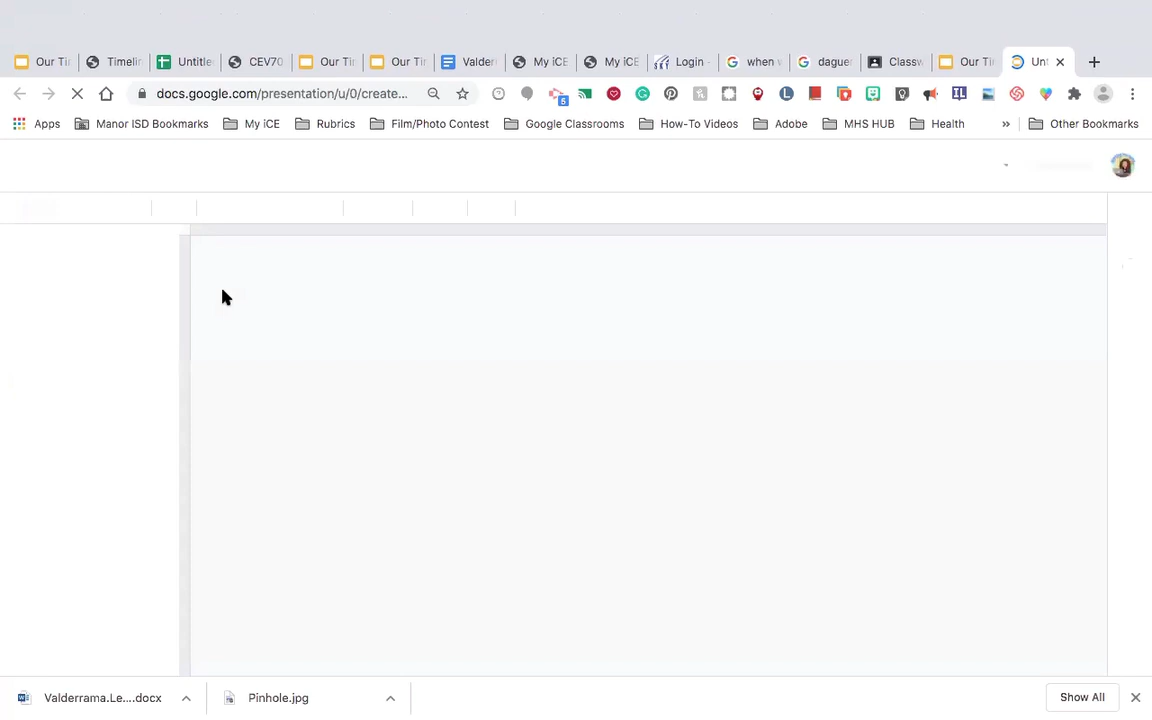 Our Ti Timelin Untitle CEV70 Our Ti Our Ti Valder My iCE My iCE Login - when w dague Classw Our Ti Unt
docs.google.com/presentation/u/0/create...
Apps Manor ISD Bookmarks My iCE Rubrics Film/Photo Contest Google Classrooms How-To Videos Adobe MHS HUB Health » Other Bookmarks
Valderrama.Le....docx Pinhole.jpg Show All